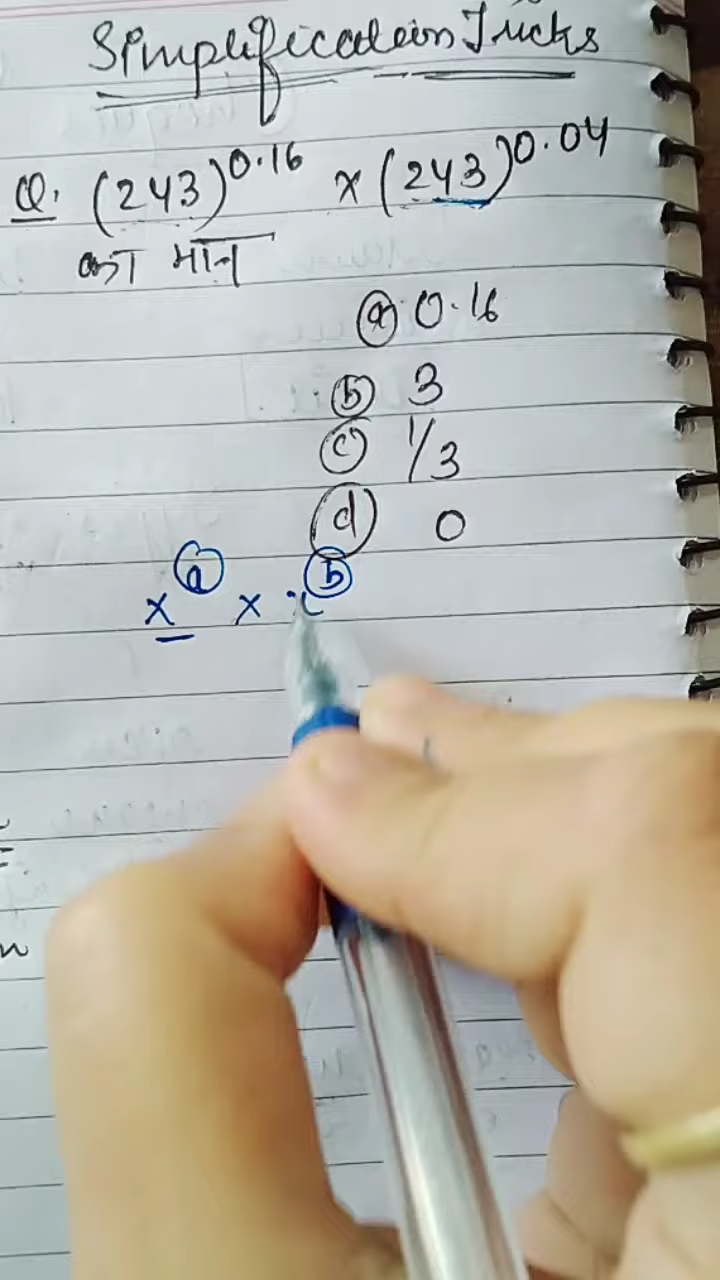 Simplification Tricks
Q. (243)^0.16 × (243)^0.04
का मान
(a) 0.16
(b) 3
(c) 1/3
(d) 0
x^(a) × x^(b)